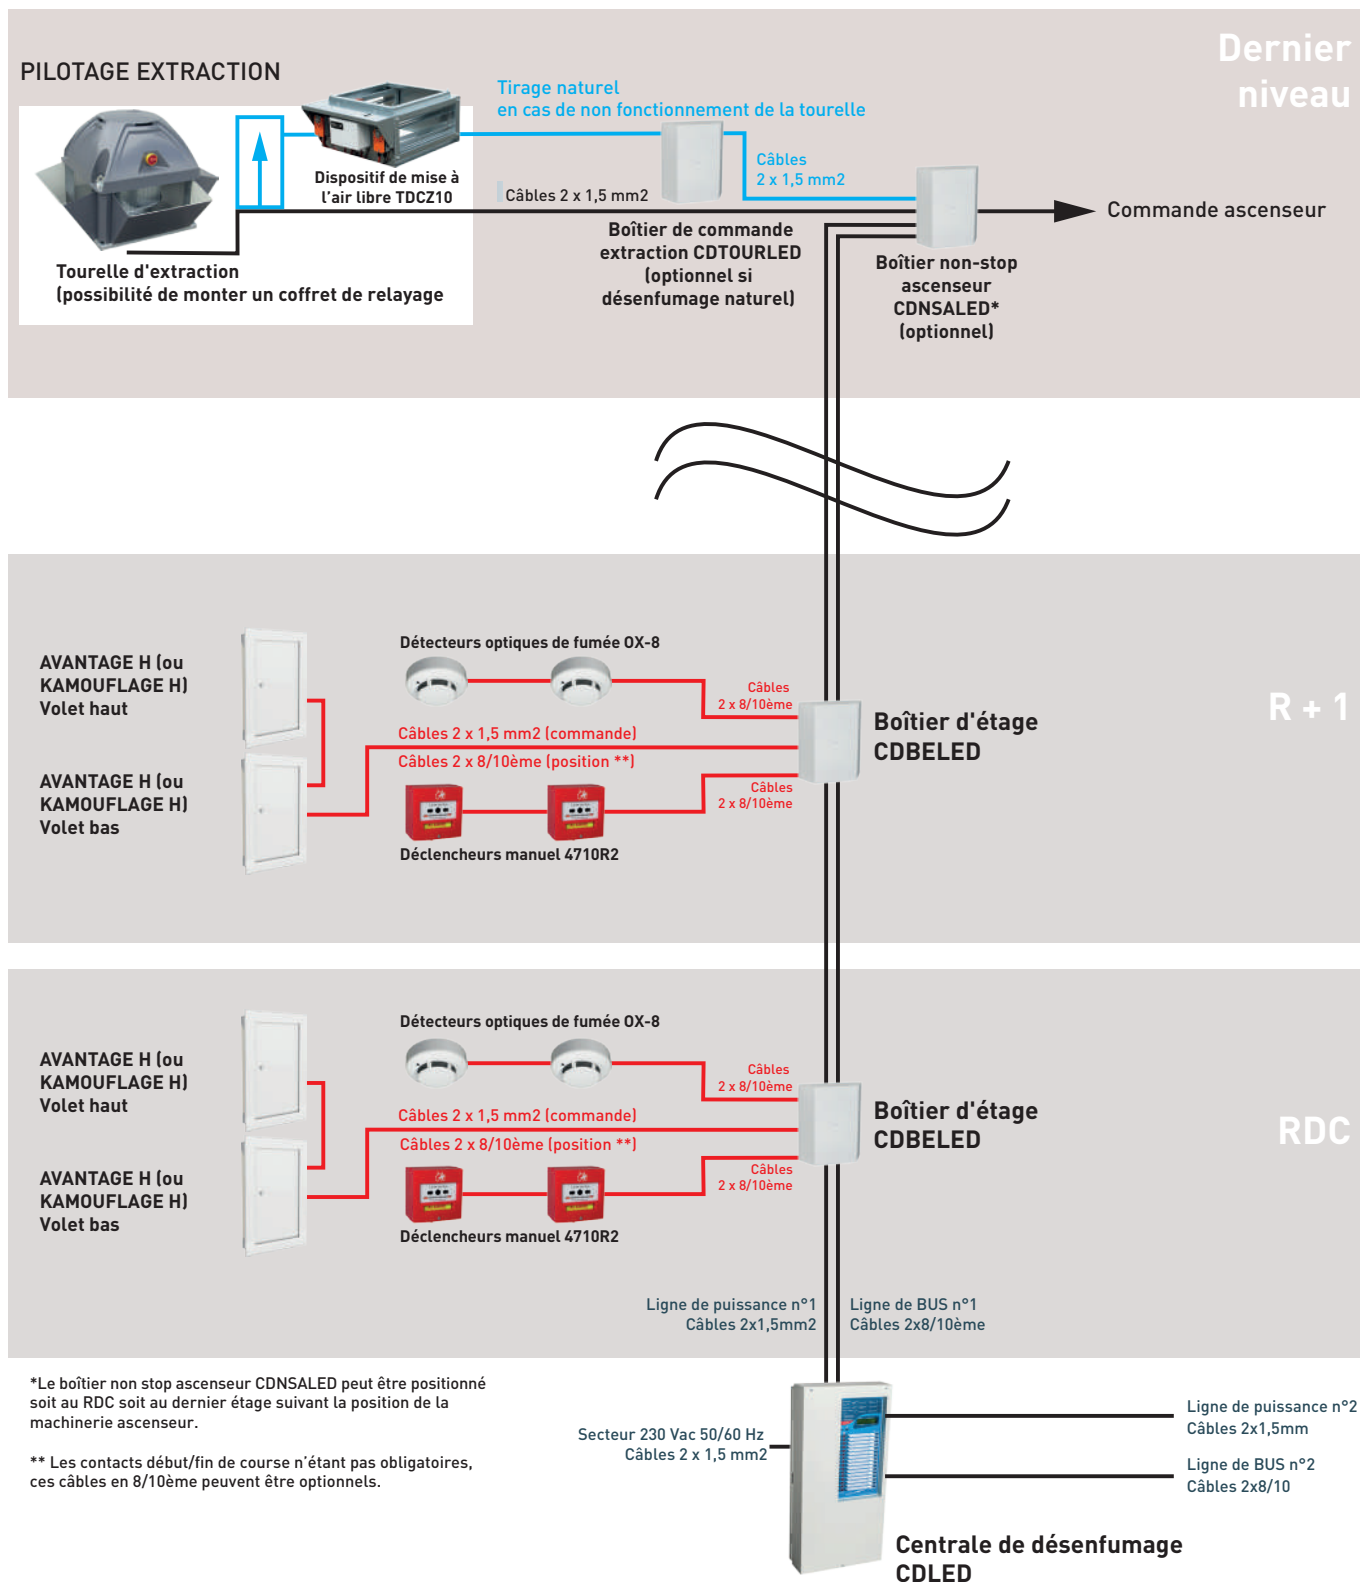 Dernier
niveau
PILOTAGE EXTRACTION
Tirage naturel
en cas de non fonctionnement de la tourelle
Câbles
2 x 1,5 mm2
Dispositif de mise à
l'air libre TDCZ10
Câbles 2 x 1,5 mm2
Commande ascenseur
Boîtier de commande
extraction CDTOURLED
(optionnel si
désenfumage naturel)
Boîtier non-stop
ascenseur
CDNSALED*
(optionnel)
Tourelle d'extraction
(possibilité de monter un coffret de relayage
R + 1
AVANTAGE H (ou
KAMOUFLAGE H)
Volet haut
Détecteurs optiques de fumée OX-8
Câbles
2 x 8/10ème
Câbles 2 x 1,5 mm2 (commande)
Câbles 2 x 8/10ème (position **)
Boîtier d'étage
CDBELED
AVANTAGE H (ou
KAMOUFLAGE H)
Volet bas
Câbles
2 x 8/10ème
Déclencheurs manuel 4710R2
RDC
AVANTAGE H (ou
KAMOUFLAGE H)
Volet haut
Détecteurs optiques de fumée OX-8
Câbles
2 x 8/10ème
Câbles 2 x 1,5 mm2 (commande)
Câbles 2 x 8/10ème (position **)
Boîtier d'étage
CDBELED
AVANTAGE H (ou
KAMOUFLAGE H)
Volet bas
Câbles
2 x 8/10ème
Déclencheurs manuel 4710R2
Ligne de puissance n°1
Câbles 2x1,5mm2
Ligne de BUS n°1
Câbles 2x8/10ème
*Le boîtier non stop ascenseur CDNSALED peut être positionné
soit au RDC soit au dernier étage suivant la position de la
machinerie ascenseur.
** Les contacts début/fin de course n'étant pas obligatoires,
ces câbles en 8/10ème peuvent être optionnels.
Secteur 230 Vac 50/60 Hz
Câbles 2 x 1,5 mm2
Ligne de puissance n°2
Câbles 2x1,5mm
Ligne de BUS n°2
Câbles 2x8/10
Centrale de désenfumage
CDLED